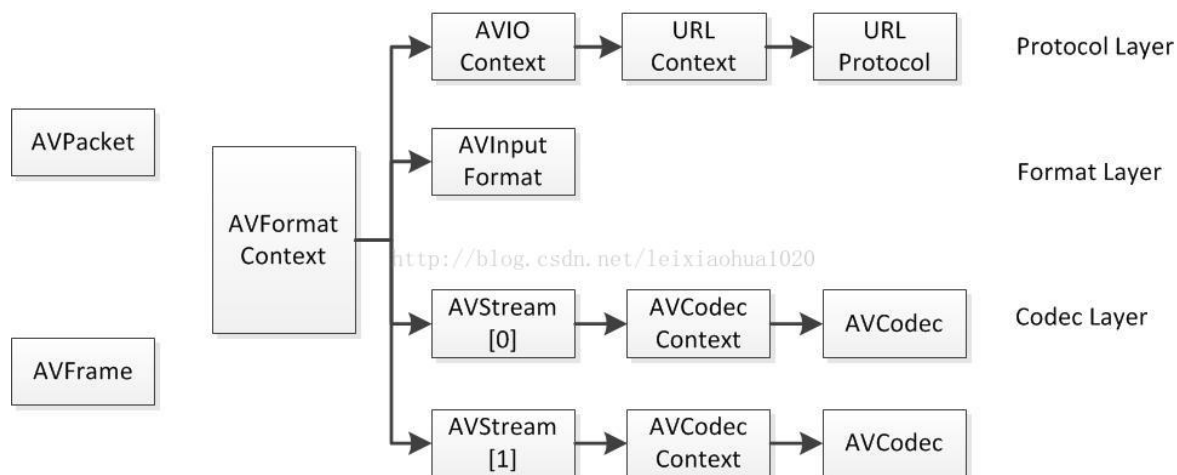 AVIO
Context
URL
Context
URL
Protocol
Protocol Layer
AVPacket
AVInput
Format
Format Layer
AVFormat
Context
http://blog.csdn.net/leixiaohua1020
AVStream
[0]
AVCodec
Context
AVCodec
Codec Layer
AVFrame
AVStream
[1]
AVCodec
Context
AVCodec